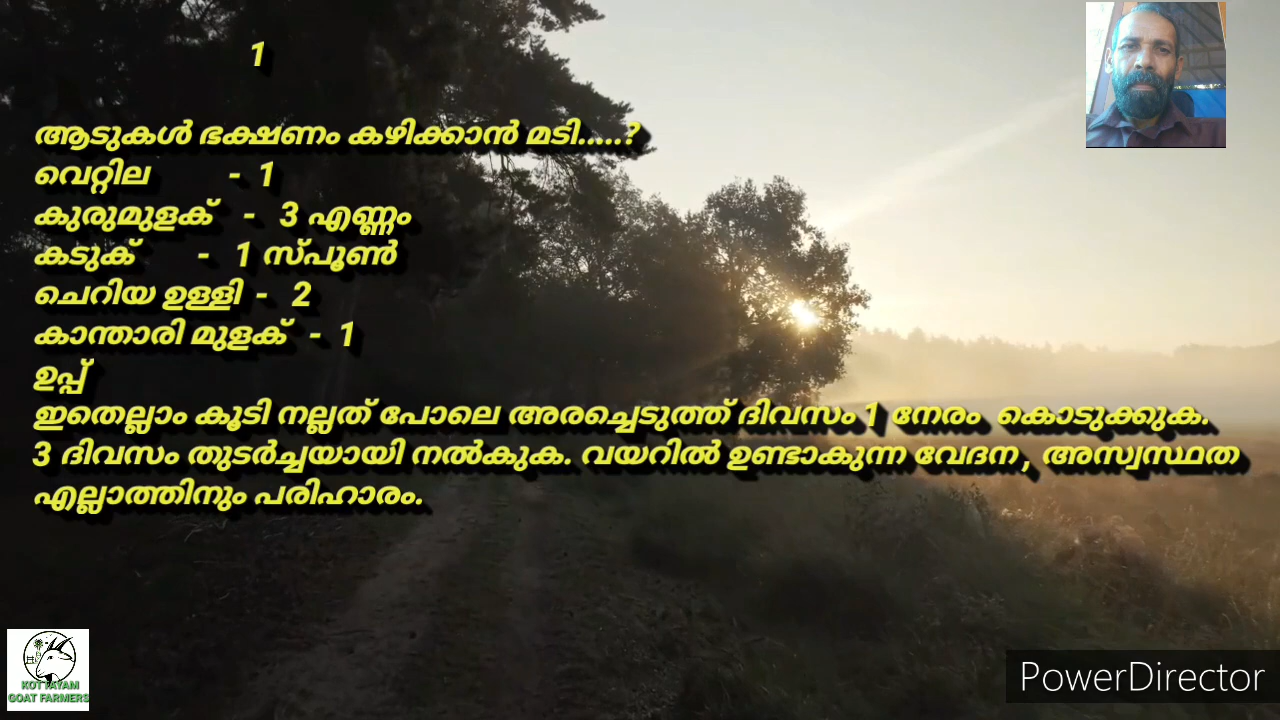 1
ആടുകൾ ഭക്ഷണം കഴിക്കാൻ മടി.....?
വെറ്റില - 1
കുരുമുളക് - 3 എണ്ണം
കടുക് - 1 സ്പൂൺ
ചെറിയ ഉള്ളി - 2
കാന്താരി മുളക് - 1
ഉപ്പ്
ഇതെല്ലാം കൂടി നല്ലത് പോലെ അരച്ചെടുത്ത് ദിവസം 1 നേരം കൊടുക്കുക.
3 ദിവസം തുടർച്ചയായി നൽകുക. വയറിൽ ഉണ്ടാകുന്ന വേദന, അസ്വസ്ഥത
എല്ലാത്തിനും പരിഹാരം.
KOTTAYAM
GOAT FARMERS
PowerDirector